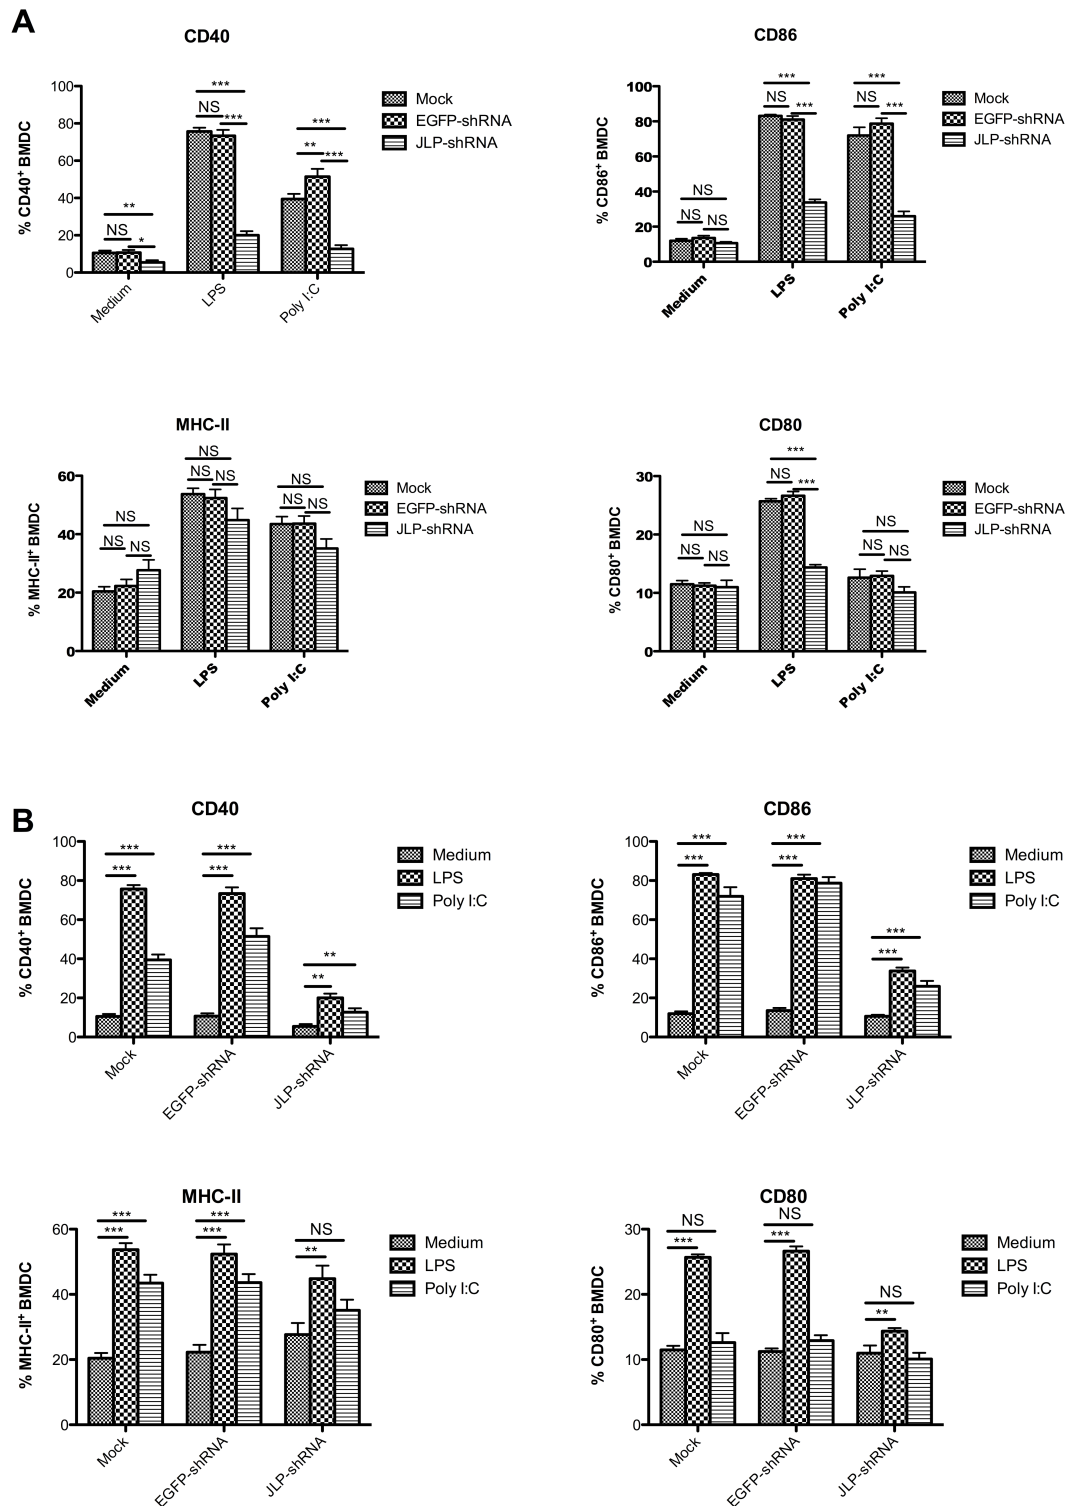 A
CD40
% CD40+ BMDC
100
80
60
40
20
0
***
NS
***
***
**
***
**
NS
*
Medium
LPS
Poly I:C
Mock
EGFP-shRNA
JLP-shRNA
CD86
% CD86+ BMDC
100
80
60
40
20
0
***
NS
***
***
NS
***
NS
NS
NS
Medium
LPS
Poly I:C
Mock
EGFP-shRNA
JLP-shRNA
MHC-II
% MHC-II+ BMDC
60
40
20
0
NS
NS
NS
NS
NS
NS
NS
NS
NS
Medium
LPS
Poly I:C
Mock
EGFP-shRNA
JLP-shRNA
CD80
% CD80+ BMDC
30
20
10
0
***
NS
***
NS
NS
NS
NS
NS
NS
Medium
LPS
Poly I:C
Mock
EGFP-shRNA
JLP-shRNA
B
CD40
% CD40+ BMDC
100
80
60
40
20
0
***
***
***
***
**
**
Mock
EGFP-shRNA
JLP-shRNA
Medium
LPS
Poly I:C
CD86
% CD86+ BMDC
100
80
60
40
20
0
***
***
***
***
***
***
Mock
EGFP-shRNA
JLP-shRNA
Medium
LPS
Poly I:C
MHC-II
% MHC-II+ BMDC
60
40
20
0
***
***
***
***
NS
**
Mock
EGFP-shRNA
JLP-shRNA
Medium
LPS
Poly I:C
CD80
% CD80+ BMDC
30
20
10
0
NS
***
NS
***
NS
**
Mock
EGFP-shRNA
JLP-shRNA
Medium
LPS
Poly I:C